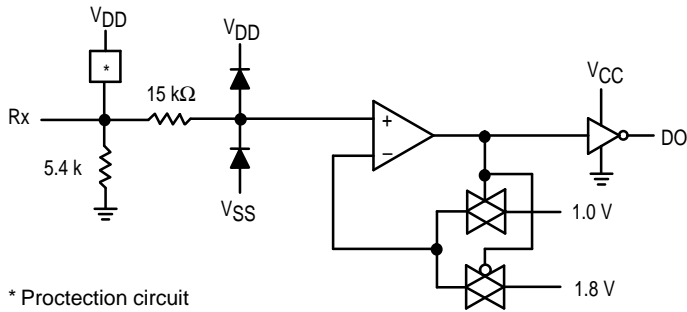 VDD
*
Rx
15 kΩ
5.4 k
VDD
VSS
+
−
VCC
DO
1.0 V
1.8 V
* Proctection circuit